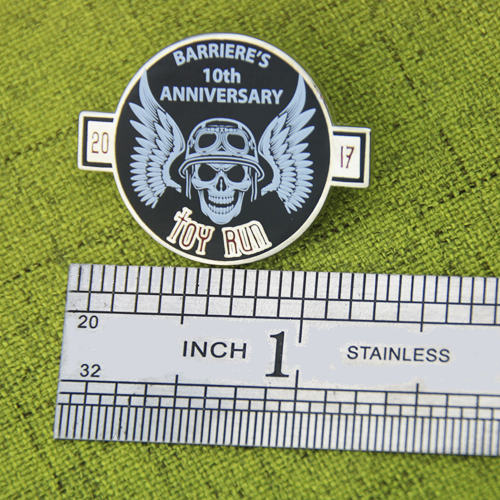 BARRIERE'S
10th
ANNIVERSARY
20 17
TOY RUN
20
INCH 1 STAINLESS
32